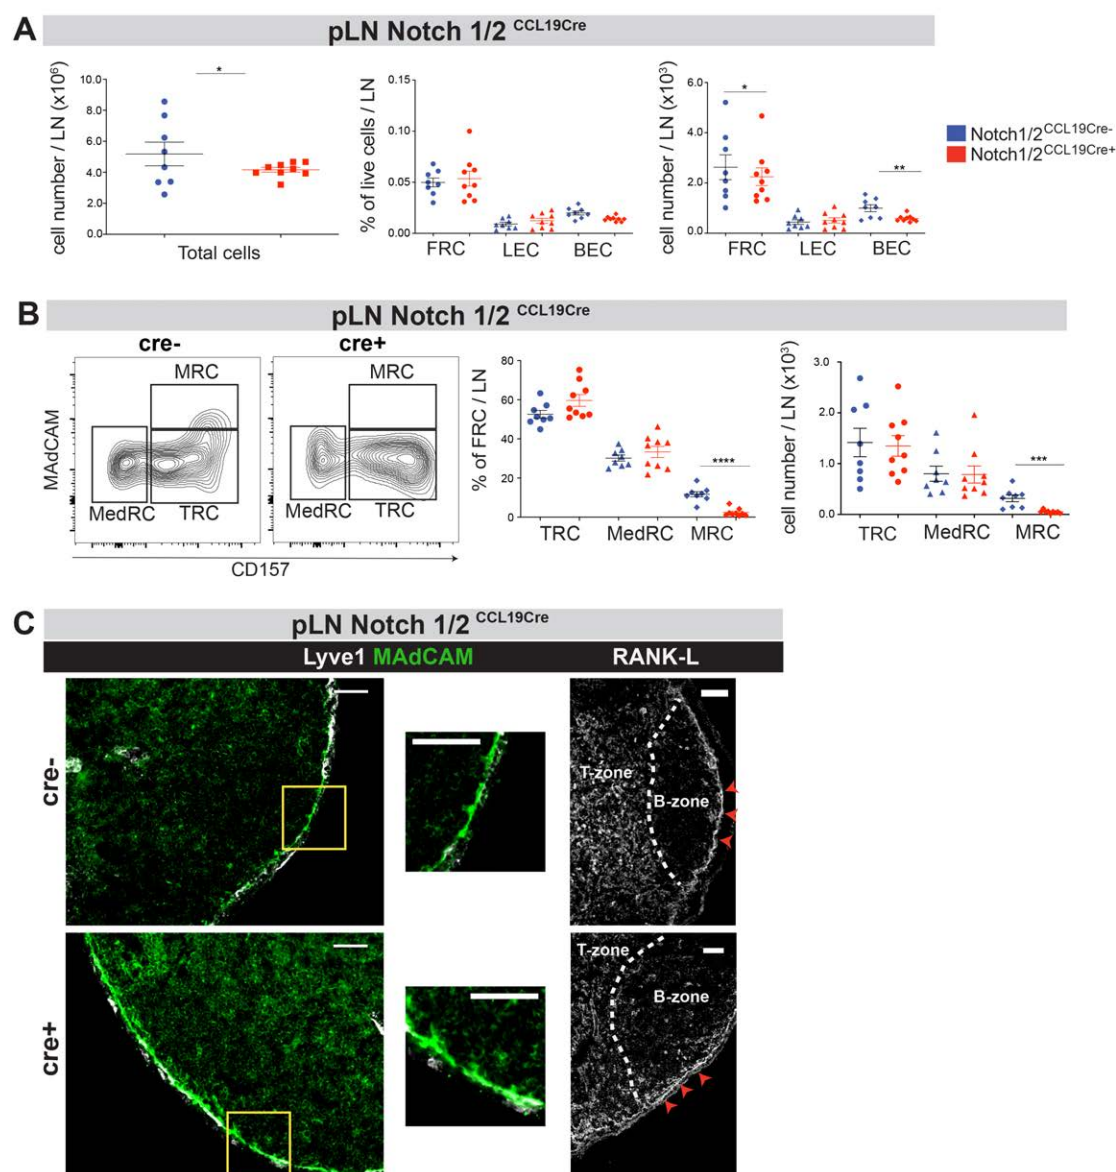 A
pLN Notch 1/2 CCL19Cre
cell number / LN (x10⁶)
10.0
8.0
6.0
4.0
2.0
0.0
*
Total cells
% of live cells / LN
0.15
0.10
0.05
0.00
FRC LEC BEC
cell number / LN (x10³)
6.0
4.0
2.0
0.0
*
**
FRC LEC BEC
Notch1/2CCL19Cre-
Notch1/2CCL19Cre+
B
pLN Notch 1/2 CCL19Cre
cre-
cre+
MRC
MRC
MAdCAM
MedRC TRC
MedRC TRC
CD157
% of FRC / LN
80
60
40
20
0
****
TRC MedRC MRC
cell number / LN (x10³)
3.0
2.0
1.0
0.0
***
TRC MedRC MRC
C
pLN Notch 1/2 CCL19Cre
Lyve1 MAdCAM RANK-L
cre-
T-zone
B-zone
cre+
T-zone
B-zone